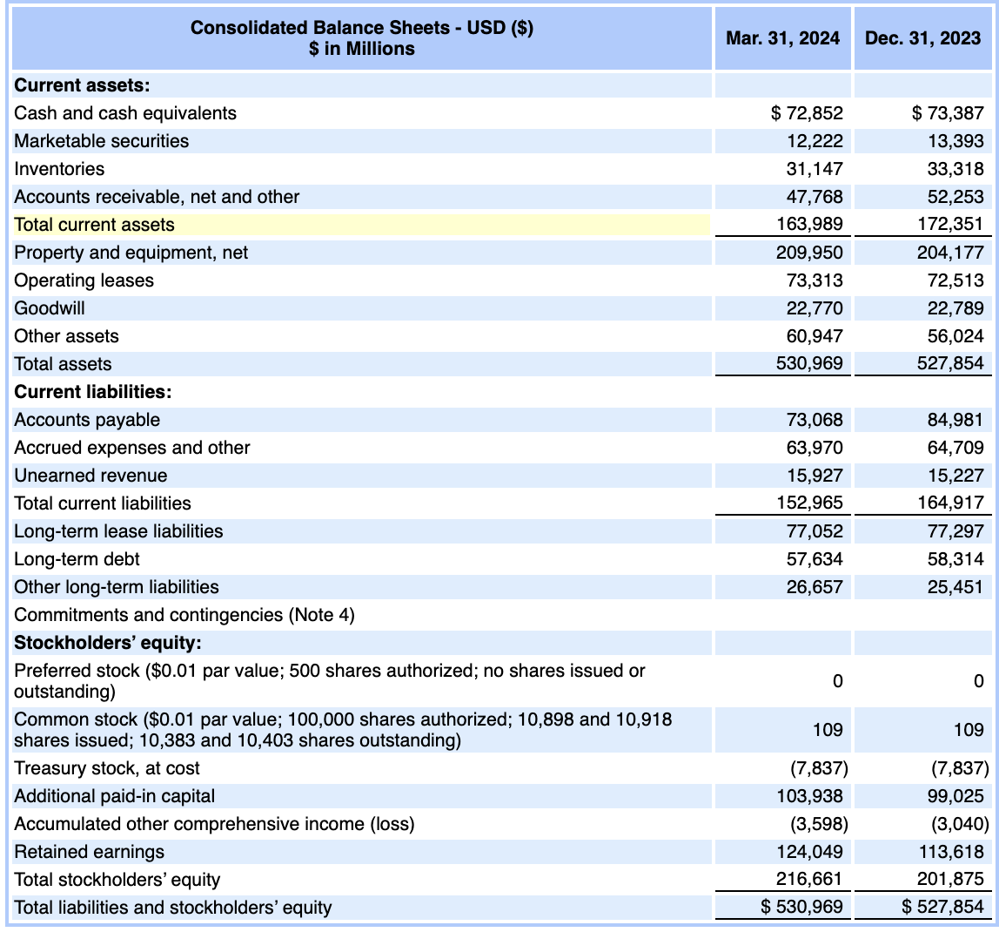 Consolidated Balance Sheets - USD ($)
$ in Millions Mar. 31, 2024 Dec. 31, 2023
Current assets:
Cash and cash equivalents $ 72,852 $ 73,387
Marketable securities 12,222 13,393
Inventories 31,147 33,318
Accounts receivable, net and other 47,768 52,253
Total current assets 163,989 172,351
Property and equipment, net 209,950 204,177
Operating leases 73,313 72,513
Goodwill 22,770 22,789
Other assets 60,947 56,024
Total assets 530,969 527,854
Current liabilities:
Accounts payable 73,068 84,981
Accrued expenses and other 63,970 64,709
Unearned revenue 15,927 15,227
Total current liabilities 152,965 164,917
Long-term lease liabilities 77,052 77,297
Long-term debt 57,634 58,314
Other long-term liabilities 26,657 25,451
Commitments and contingencies (Note 4)
Stockholders’ equity:
Preferred stock ($0.01 par value; 500 shares authorized; no shares issued or
outstanding) 0 0
Common stock ($0.01 par value; 100,000 shares authorized; 10,898 and 10,918
shares issued; 10,383 and 10,403 shares outstanding) 109 109
Treasury stock, at cost (7,837) (7,837)
Additional paid-in capital 103,938 99,025
Accumulated other comprehensive income (loss) (3,598) (3,040)
Retained earnings 124,049 113,618
Total stockholders’ equity 216,661 201,875
Total liabilities and stockholders’ equity $ 530,969 $ 527,854